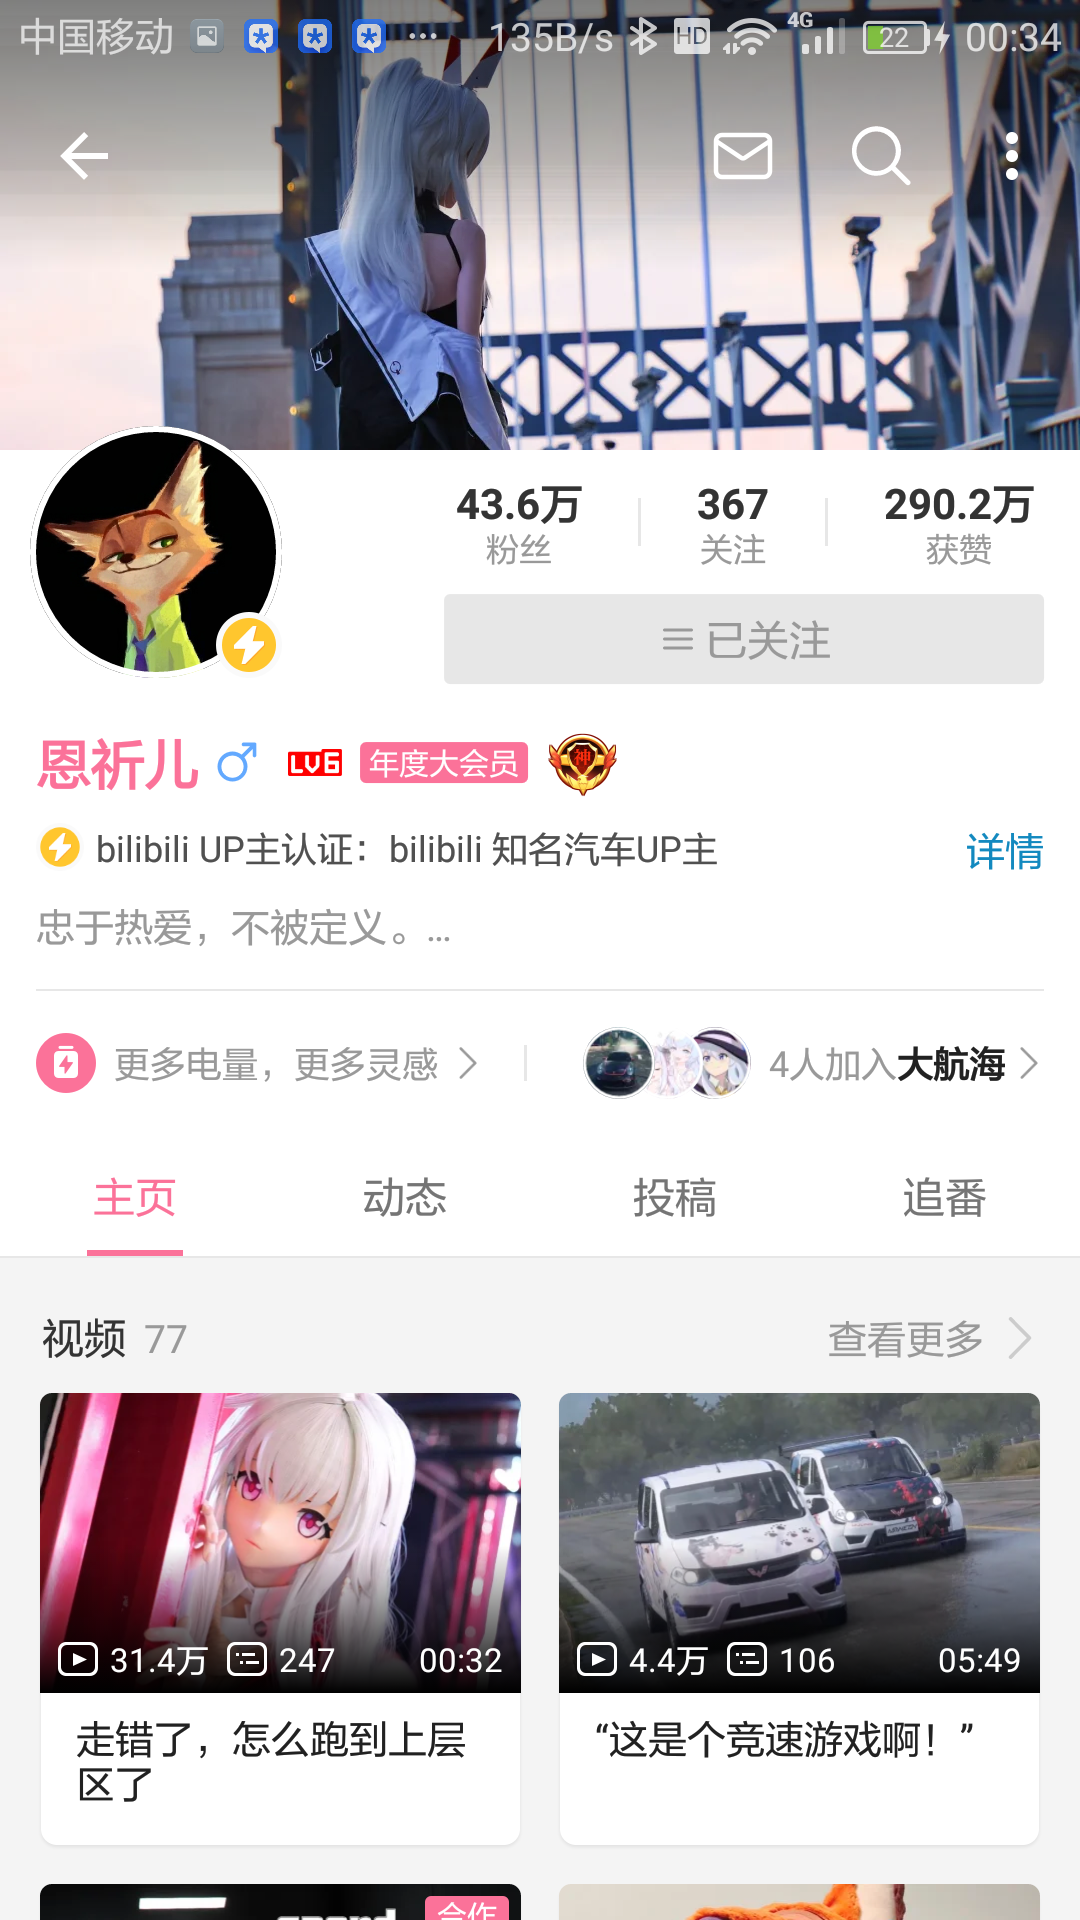 中国移动 ... 135B/s HD 4G 22 00:34
43.6万 367 290.2万
粉丝 关注 获赞
已关注
恩祈儿 LV6 年度大会员 神
bilibili UP主认证：bilibili 知名汽车UP主 详情
忠于热爱，不被定义。...
更多电量，更多灵感 4人加入大航海
主页 动态 投稿 追番
视频 77 查看更多
31.4万 247 00:32 4.4万 106 05:49
走错了，怎么跑到上层区了
“这是个竞速游戏啊！”
合作